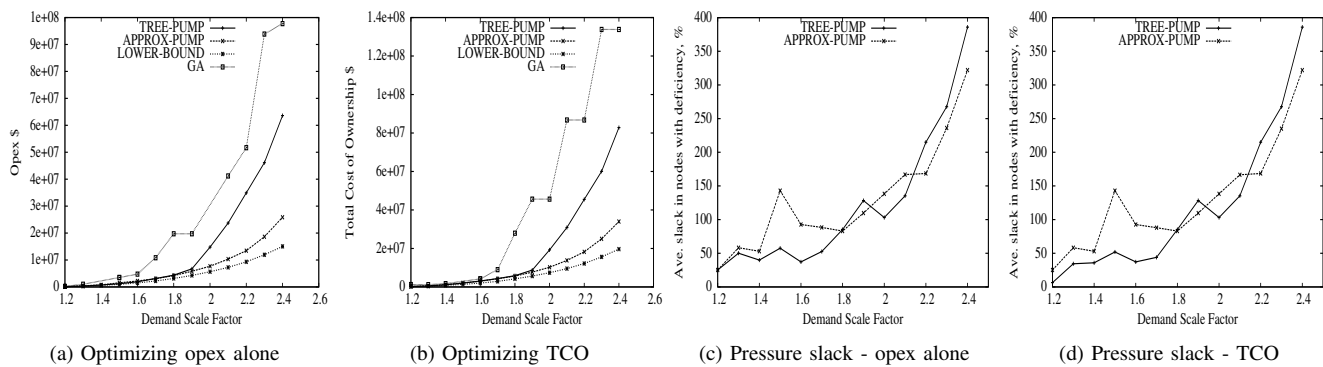 Opex $
1e+08
9e+07
8e+07
7e+07
6e+07
5e+07
4e+07
3e+07
2e+07
1e+07
0
1.2 1.4 1.6 1.8 2 2.2 2.4 2.6
Demand Scale Factor
TREE-PUMP
APPROX-PUMP
LOWER-BOUND
GA
(a) Optimizing opex alone
Total Cost of Ownership $
1.4e+08
1.2e+08
1e+08
8e+07
6e+07
4e+07
2e+07
0
1.2 1.4 1.6 1.8 2 2.2 2.4 2.6
Demand Scale Factor
TREE-PUMP
APPROX-PUMP
LOWER-BOUND
GA
(b) Optimizing TCO
Ave. slack in nodes with deficiency, %
400
350
300
250
200
150
100
50
0
1.2 1.4 1.6 1.8 2 2.2 2.4
Demand Scale Factor
TREE-PUMP
APPROX-PUMP
(c) Pressure slack - opex alone
Ave. slack in nodes with deficiency, %
400
350
300
250
200
150
100
50
0
1.2 1.4 1.6 1.8 2 2.2 2.4
Demand Scale Factor
TREE-PUMP
APPROX-PUMP
(d) Pressure slack - TCO